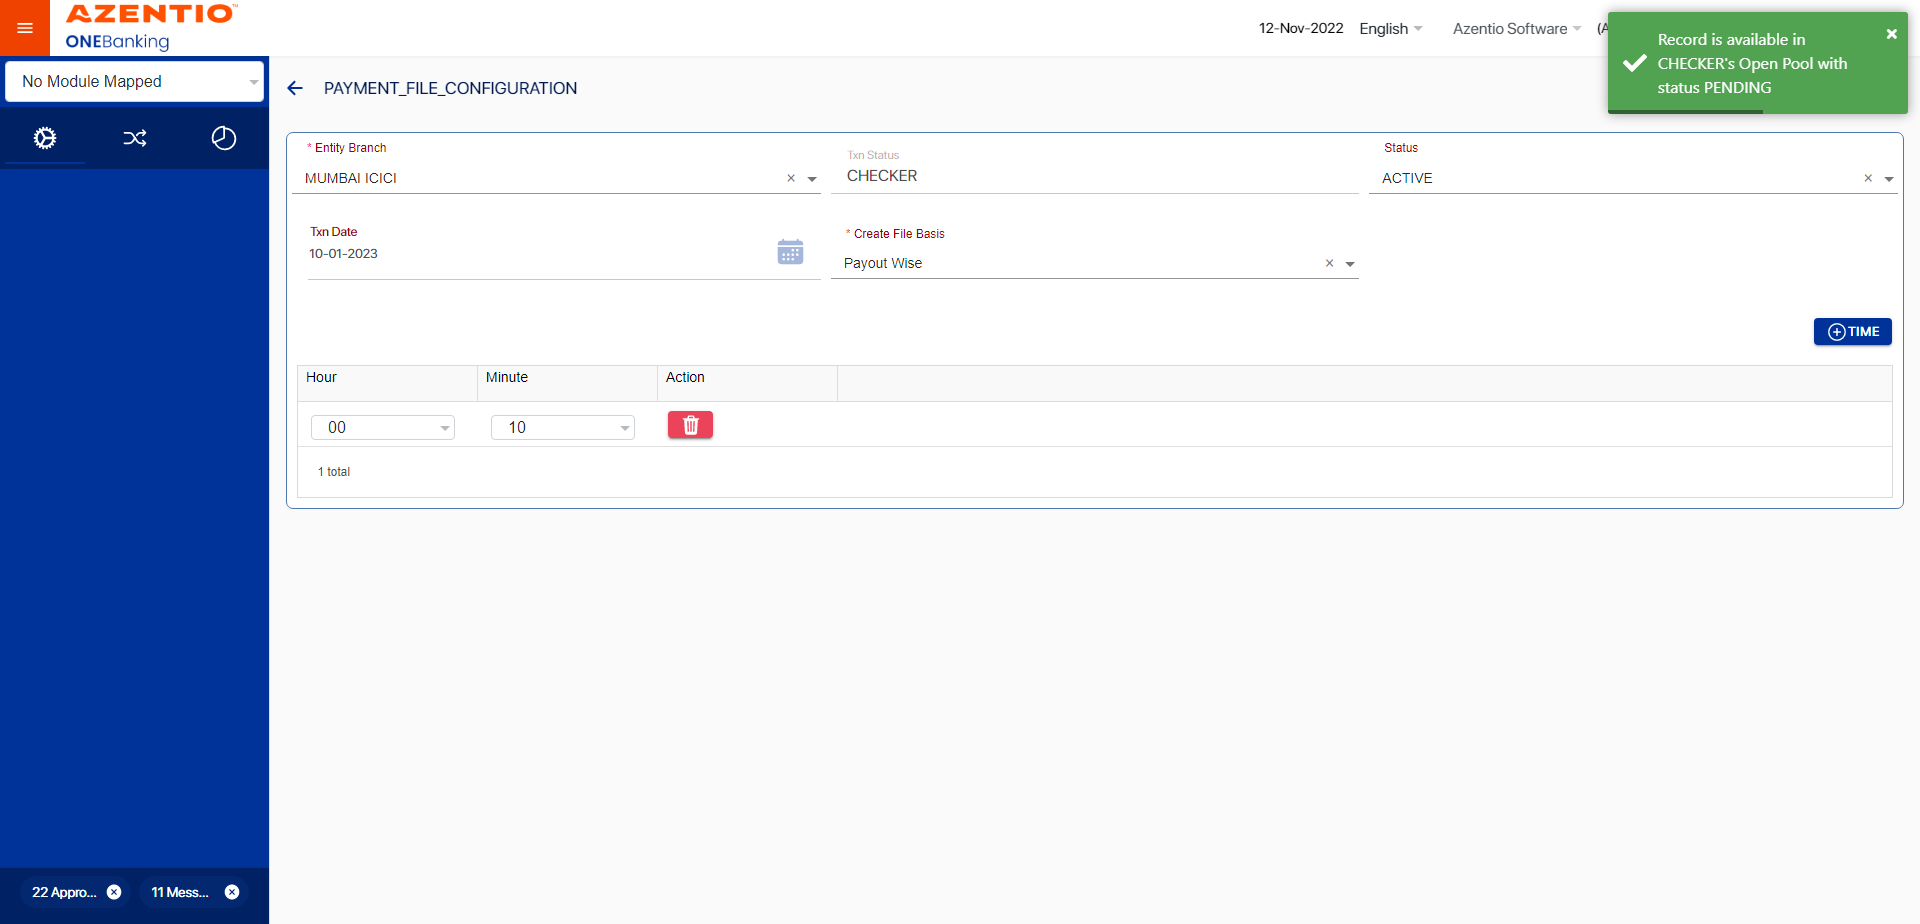 AZENTIO™
ONEBanking
12-Nov-2022
English
Azentio Software
(A
Record is available in
CHECKER's Open Pool with
status PENDING
No Module Mapped
PAYMENT_FILE_CONFIGURATION
* Entity Branch
MUMBAI ICICI
Txn Status
CHECKER
Status
ACTIVE
Txn Date
10-01-2023
* Create File Basis
Payout Wise
TIME
Hour
Minute
Action
00
10
1 total
22 Appro...
11 Mess...